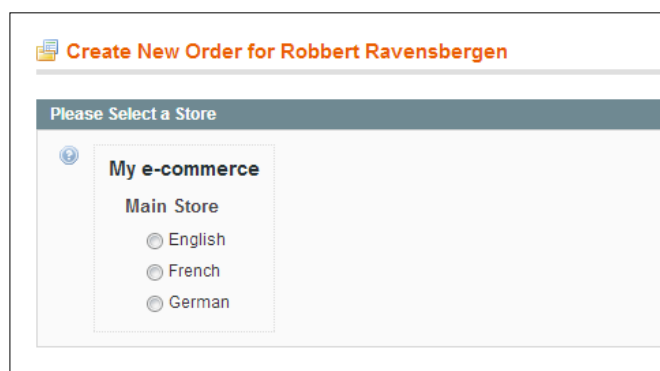 Create New Order for Robbert Ravensbergen
Please Select a Store
My e-commerce
Main Store
English
French
German